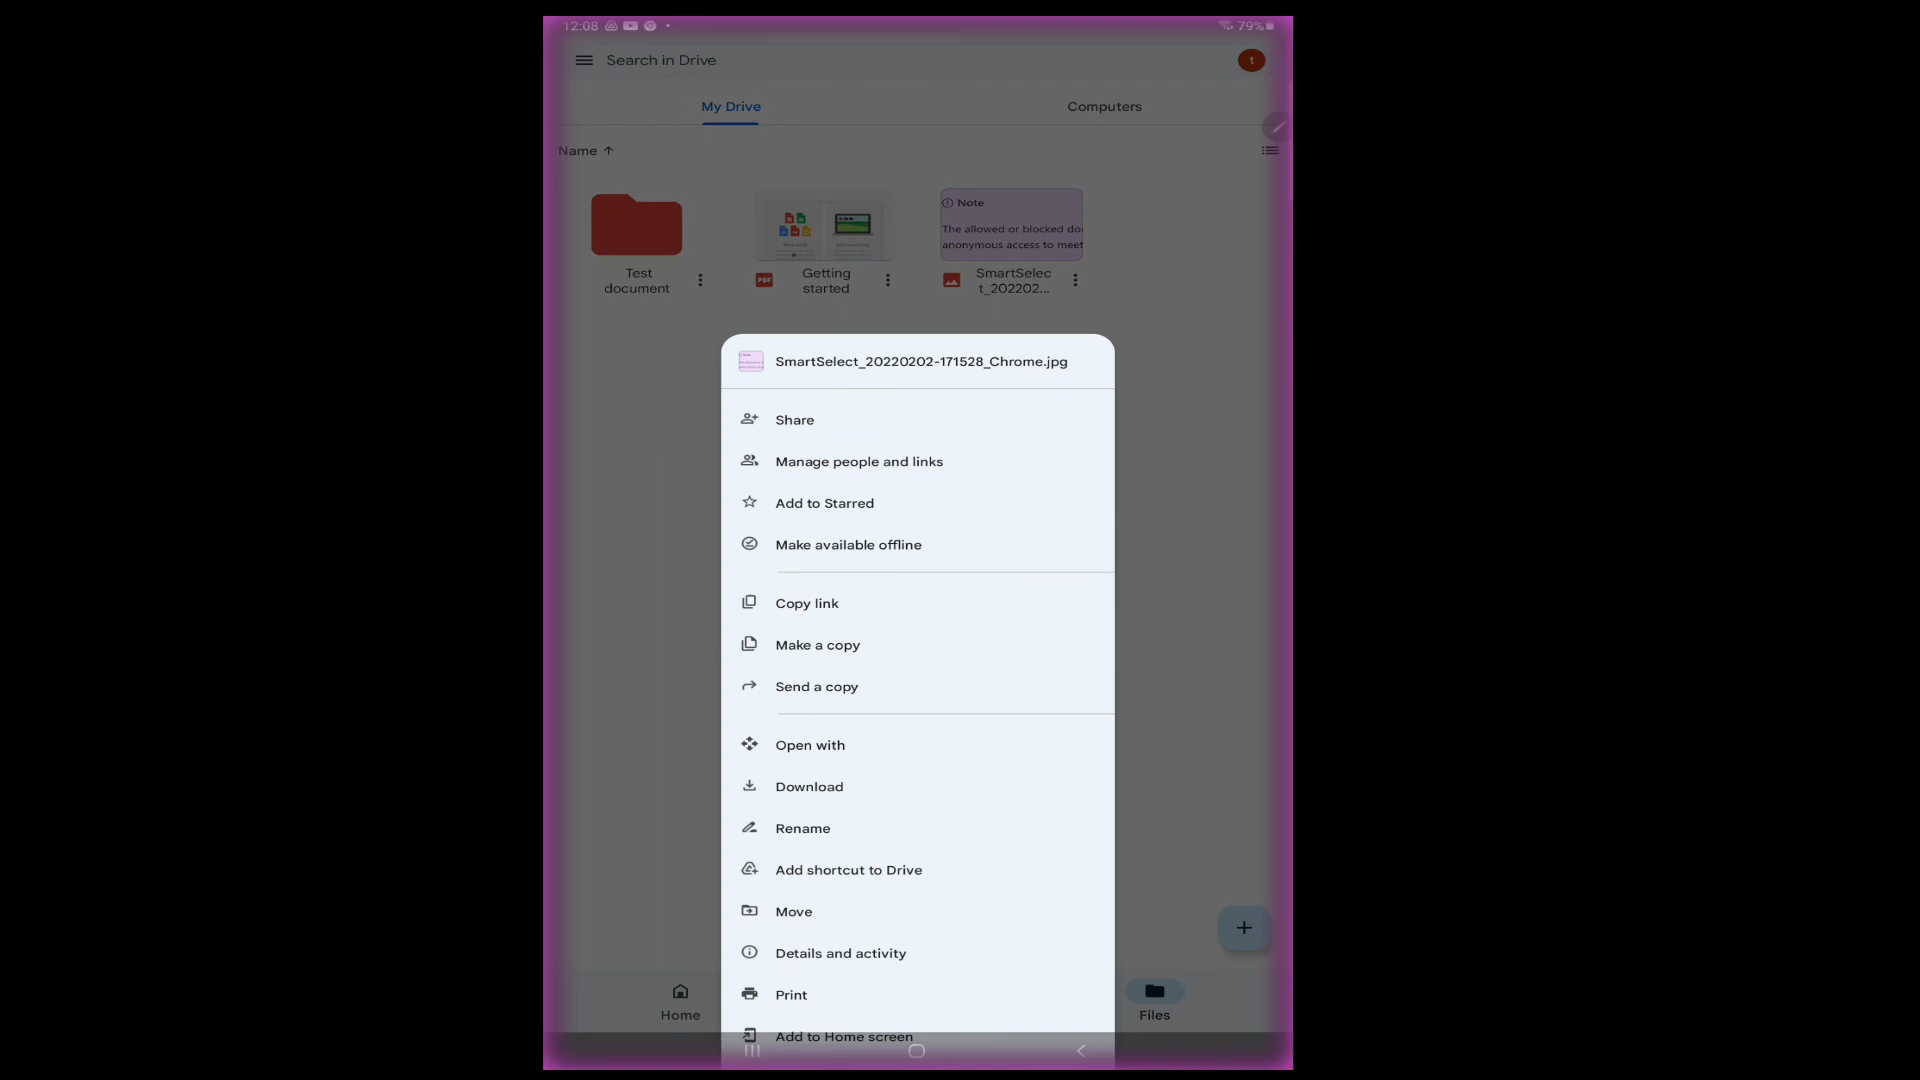 12:08
79%
Search in Drive
t
My Drive
Computers
Name
Note
The allowed or blocked do
anonymous access to meet
Test
document
PDF
Getting
started
SmartSelec
t_202202...
SmartSelect_20220202-171528_Chrome.jpg
Share
Manage people and links
Add to Starred
Make available offline
Copy link
Make a copy
Send a copy
Open with
Download
Rename
Add shortcut to Drive
Move
Details and activity
Print
Add to Home screen
Home
Files